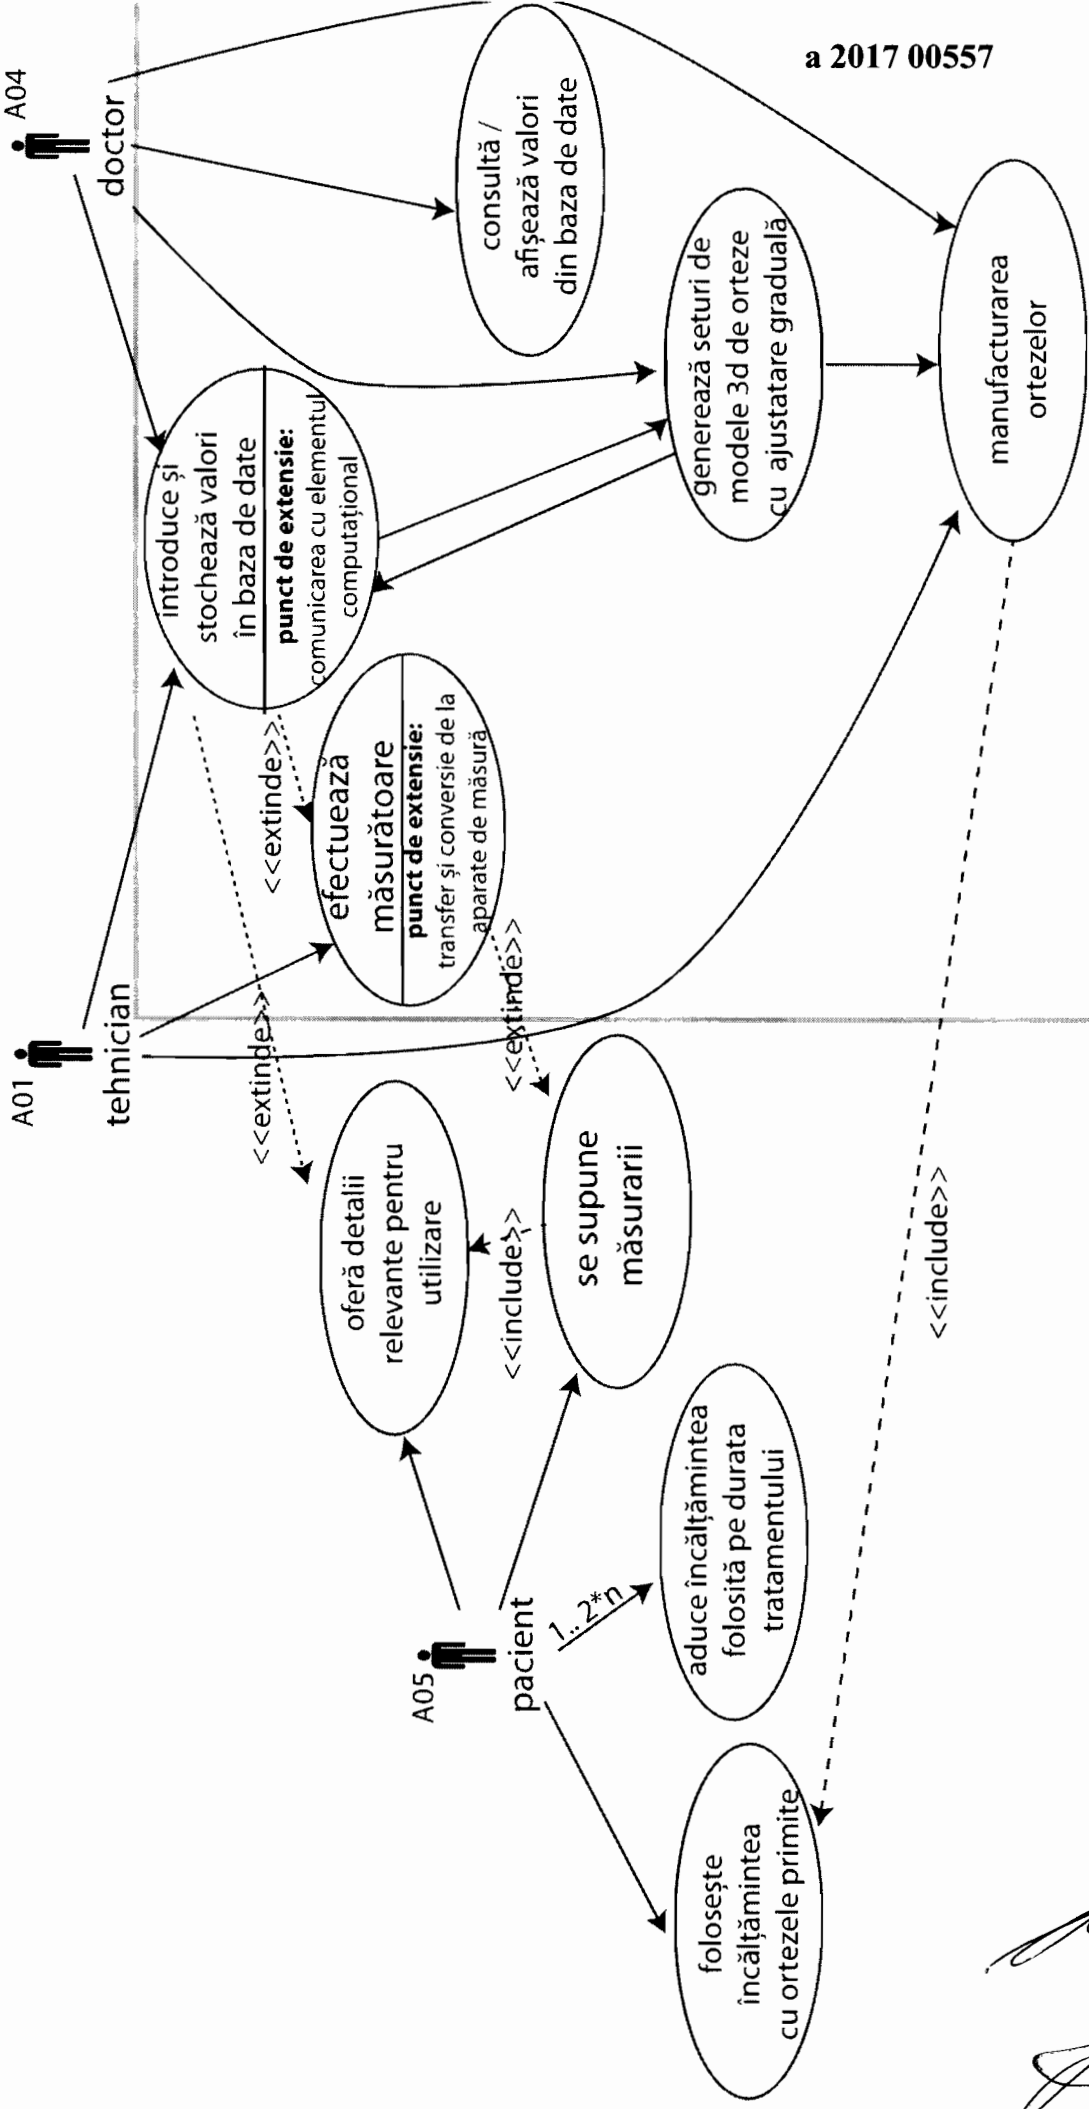 a 2017 00557
A04
doctor
A01
tehnician
A05
pacient
introduce și
stochează valori
în baza de date
punct de extensie:
comunicarea cu elementul
computațional
consultă /
afișează valori
din baza de date
<<extinde>>
efectuează
măsurătoare
punct de extensie:
transfer și conversie de la
aparate de măsură
generează seturi de
modele 3d de orteze
cu ajustatare graduală
manufacturarea
ortezelor
<<extinde>>
<<extinde>>
oferă detalii
relevante pentru
utilizare
<<include>>
se supune
măsurarii
<<include>>
1.. 2*n
aduce încălțămintea
folosită pe durata
tratamentului
folosește
încălțămintea
cu ortezele primite